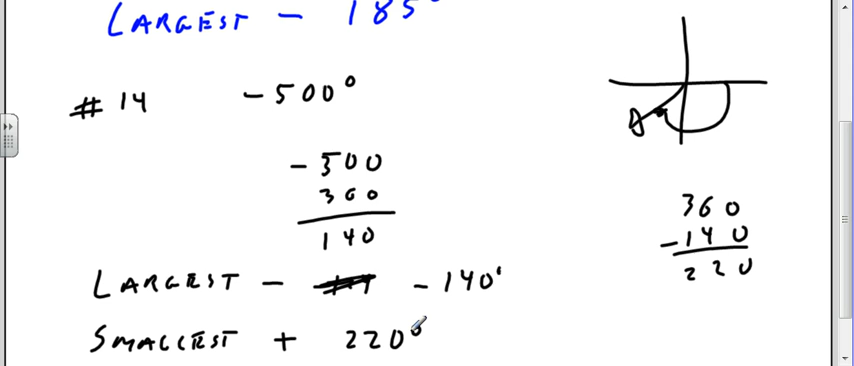 LARGEST - 185°
# 14 -500°
-500
360
140
360
-140
220
LARGEST - -140°
SMALLEST + 220°